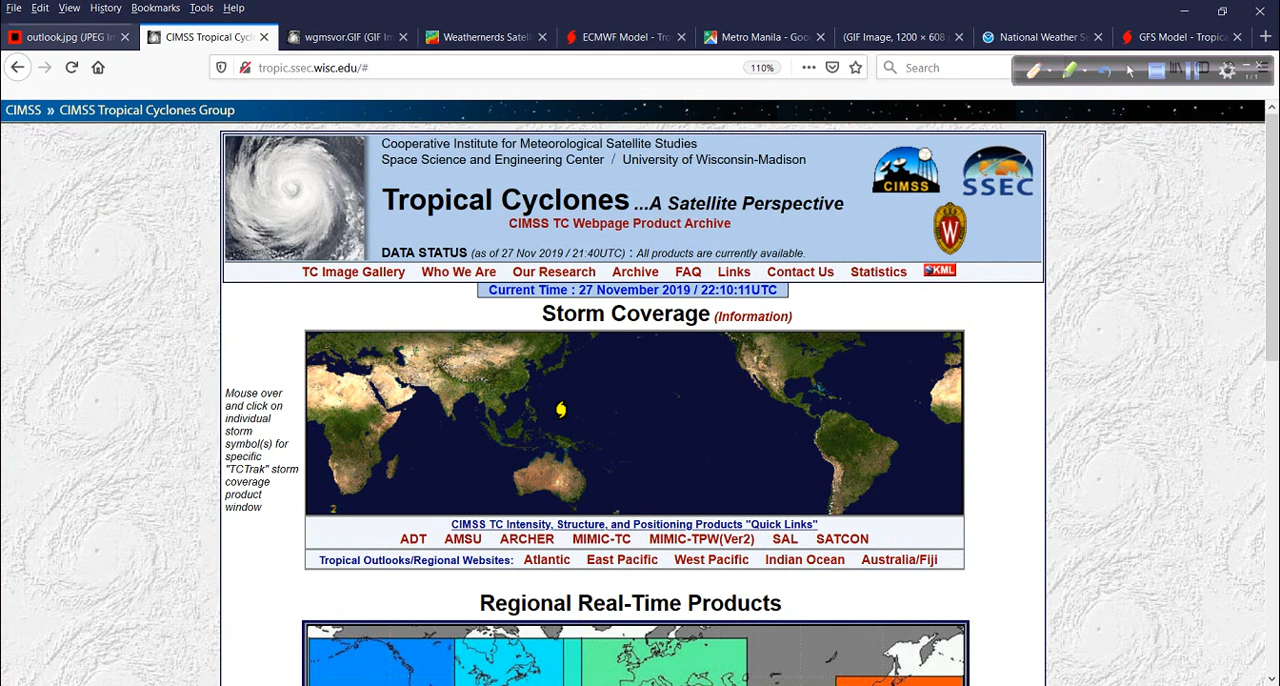 File Edit View History Bookmarks Tools Help
outlook.jpg (JPEG Im
CIMSS Tropical Cycl
wgmsvor.GIF (GIF Im
Weathernerds Satel
ECMWF Model - Tro
Metro Manila - Goo
(GIF Image, 1200 × 608
National Weather Se
GFS Model - Tropica
tropic.ssec.wisc.edu/#
110%
Search
1/1
CIMSS » CIMSS Tropical Cyclones Group
Cooperative Institute for Meteorological Satellite Studies
Space Science and Engineering Center / University of Wisconsin-Madison
Tropical Cyclones ...A Satellite Perspective
CIMSS TC Webpage Product Archive
DATA STATUS (as of 27 Nov 2019 / 21:40UTC) : All products are currently available.
CIMSS
SSEC
W
TC Image Gallery Who We Are Our Research Archive FAQ Links Contact Us Statistics KML
Current Time : 27 November 2019 / 22:10:11UTC
Storm Coverage (Information)
Mouse over
and click on
individual
storm
symbol(s) for
specific
"TCTrak" storm
coverage
product
window
2
CIMSS TC Intensity, Structure, and Positioning Products "Quick Links"
ADT AMSU ARCHER MIMIC-TC MIMIC-TPW(Ver2) SAL SATCON
Tropical Outlooks/Regional Websites: Atlantic East Pacific West Pacific Indian Ocean Australia/Fiji
Regional Real-Time Products